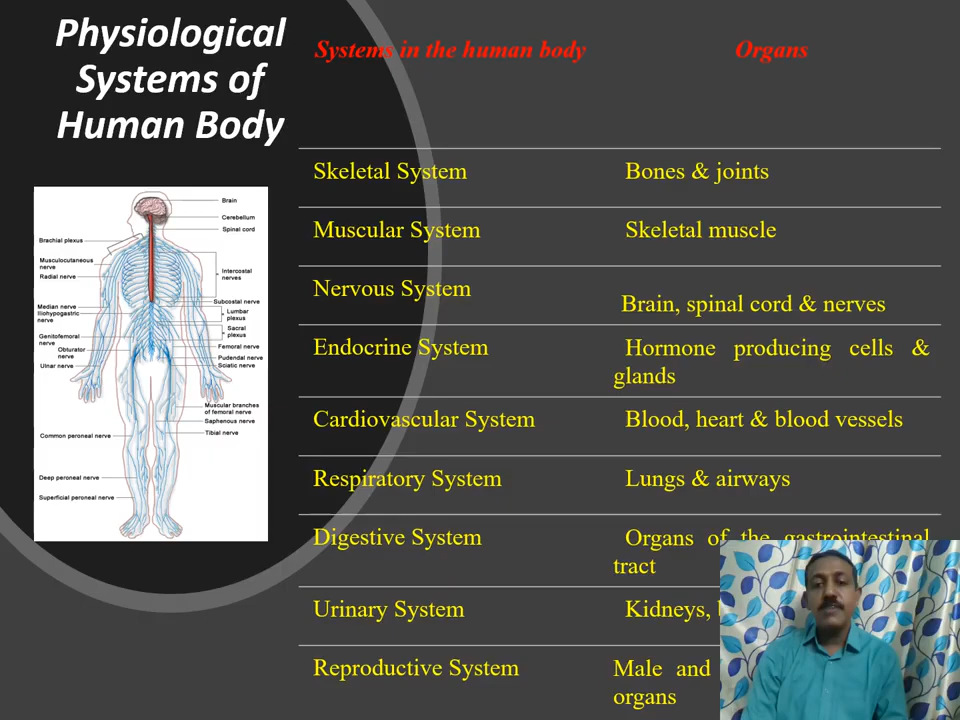 Physiological
Systems of
Human Body
Systems in the human body Organs
Skeletal System Bones & joints
Muscular System Skeletal muscle
Nervous System Brain, spinal cord & nerves
Endocrine System Hormone producing cells &
glands
Cardiovascular System Blood, heart & blood vessels
Respiratory System Lungs & airways
Digestive System Organs of the gastrointestinal
tract
Urinary System Kidneys,
Reproductive System Male and
organs
Brain
Cerebellum
Spinal cord
Brachial plexus
Musculocutaneous
nerve
Radial nerve
Intercostal
nerves
Median nerve
Iliohypogastric
nerve
Subcostal nerve
Lumbar
plexus
Sacral
plexus
Genitofemoral
nerve
Obturator
nerve
Ulnar nerve
Femoral nerve
Pudendal nerve
Sciatic nerve
Muscular branches
of femoral nerve
Saphenous nerve
Tibial nerve
Common peroneal nerve
Deep peroneal nerve
Superficial peroneal nerve